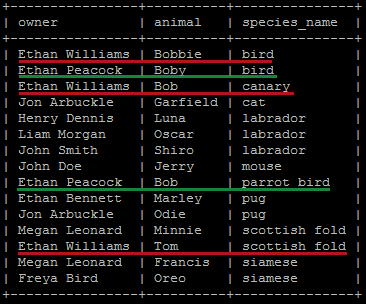 owner | animal | species_name
Ethan Williams | Bobbie | bird
Ethan Peacock | Boby | bird
Ethan Williams | Bob | canary
Jon Arbuckle | Garfield | cat
Henry Dennis | Luna | labrador
Liam Morgan | Oscar | labrador
John Smith | Shiro | labrador
John Doe | Jerry | mouse
Ethan Peacock | Bob | parrot bird
Ethan Bennett | Marley | pug
Jon Arbuckle | Odie | pug
Megan Leonard | Minnie | scottish fold
Ethan Williams | Tom | scottish fold
Megan Leonard | Francis | siamese
Freya Bird | Oreo | siamese